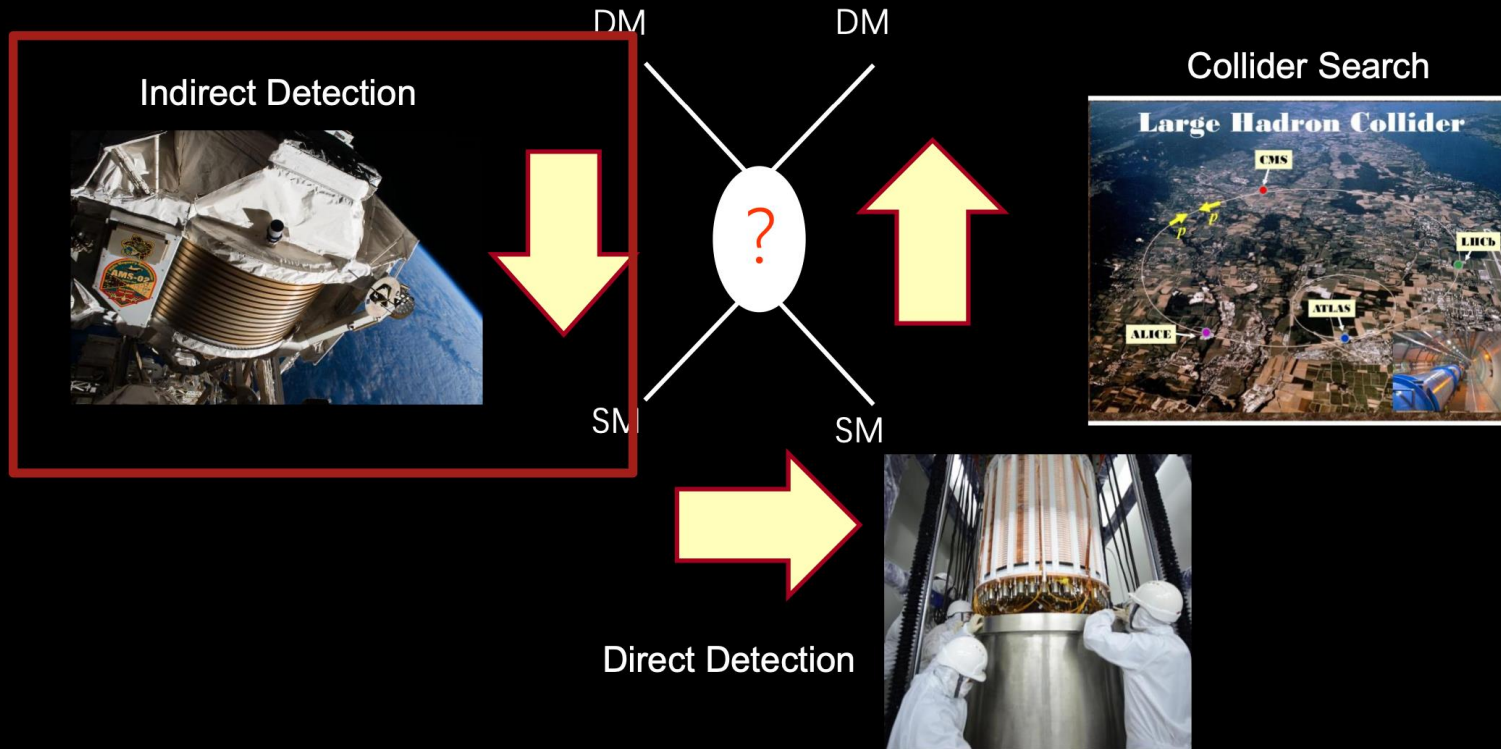 DM
DM
Indirect Detection
Collider Search
Large Hadron Collider
CMS
p
p
LHCb
AMS-02
?
ATLAS
ALICE
SM
SM
Direct Detection